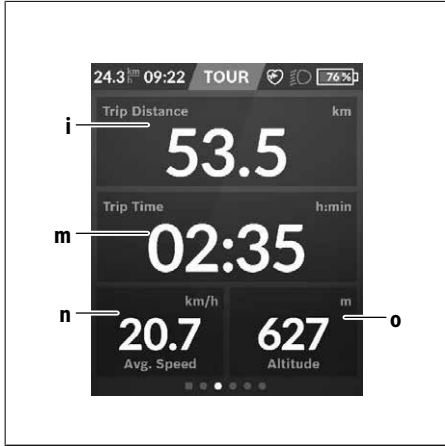 24.3 km/h 09:22 TOUR 76 %
Trip Distance km
i
53.5
Trip Time h:min
m
02:35
km/h m
n o
20.7 627
Avg. Speed Altitude